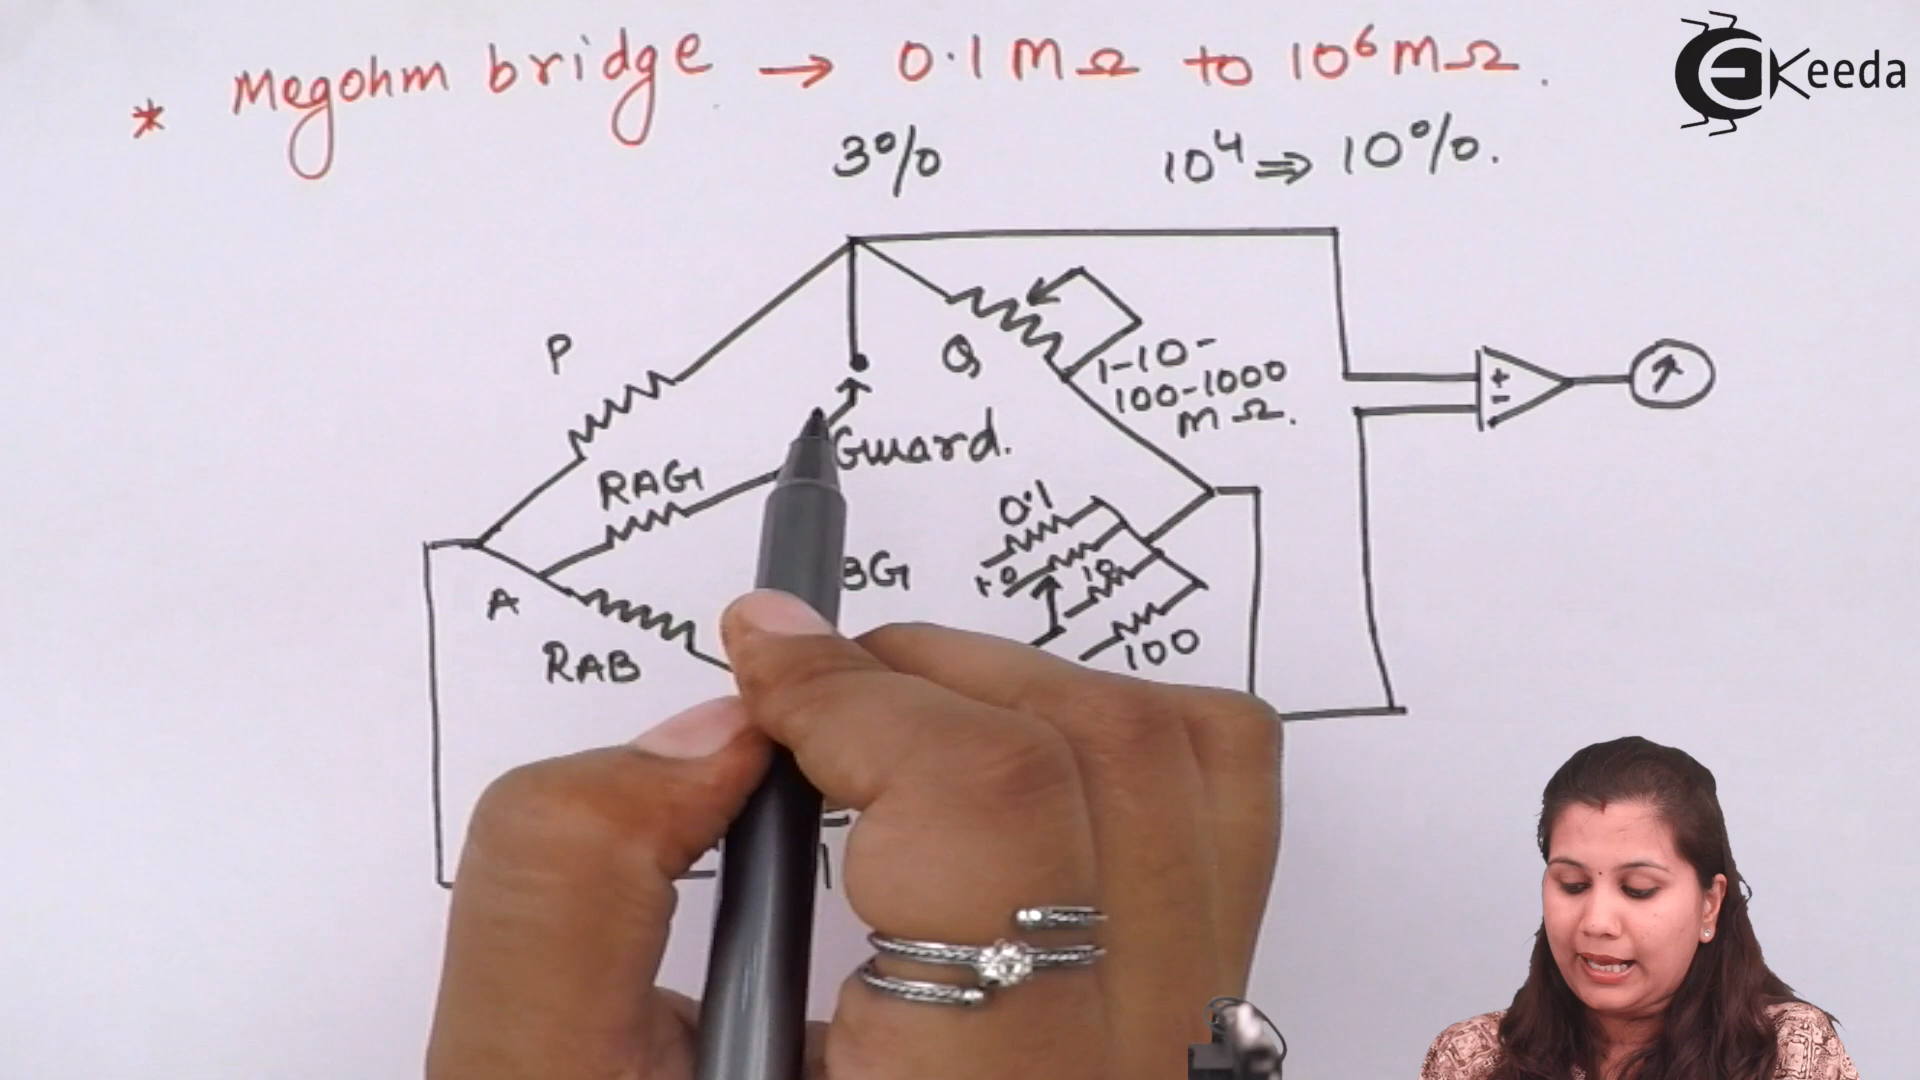 * Megohm bridge → 0.1 MΩ to 10⁶ MΩ.
EKeeda
3% 10⁴ ⇒ 10%.
P
Q
1-10-
100-1000
MΩ.
+
-
Guard.
RAG
0.1
BG
1.0
10
A
RAB
100